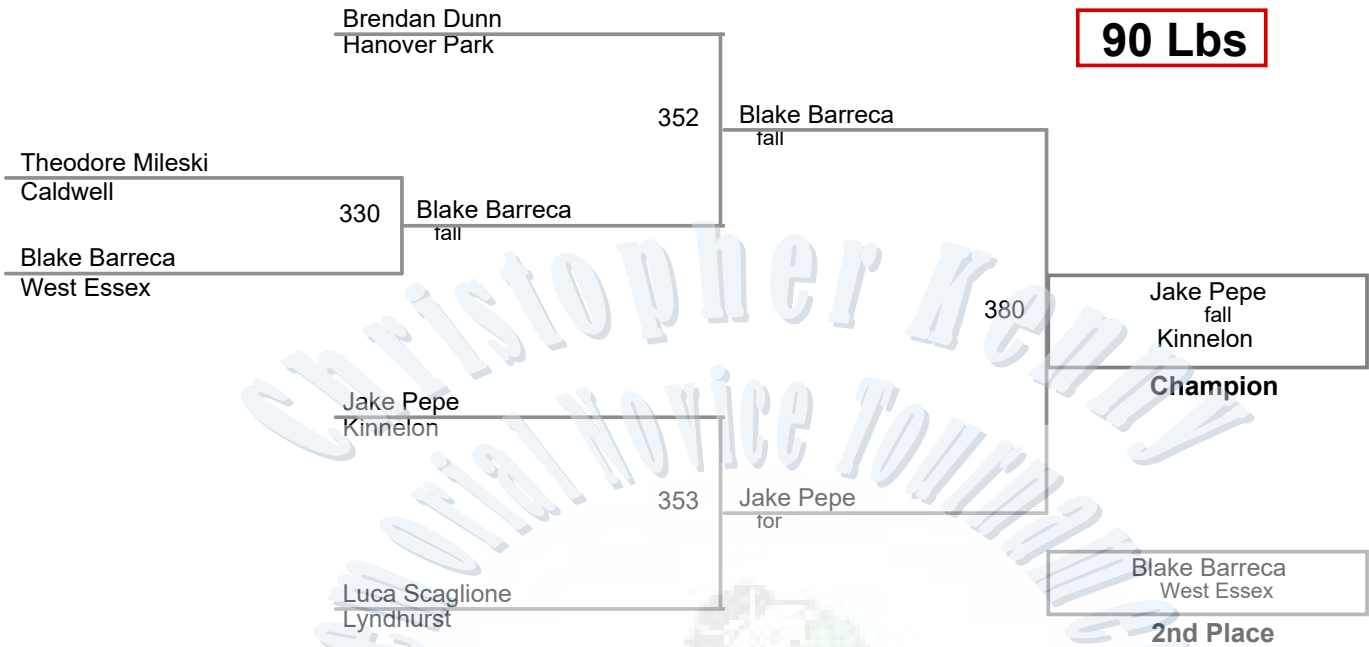 Brendan Dunn
Hanover Park
90 Lbs
352
Blake Barreca
fall
Theodore Mileski
Caldwell
330
Blake Barreca
fall
Blake Barreca
West Essex
380
Jake Pepe
fall
Kinnelon
Champion
Jake Pepe
Kinnelon
353
Jake Pepe
for
Luca Scaglione
Lyndhurst
Blake Barreca
West Essex
2nd Place
Christopher Kenny
emorial Novice Tourname